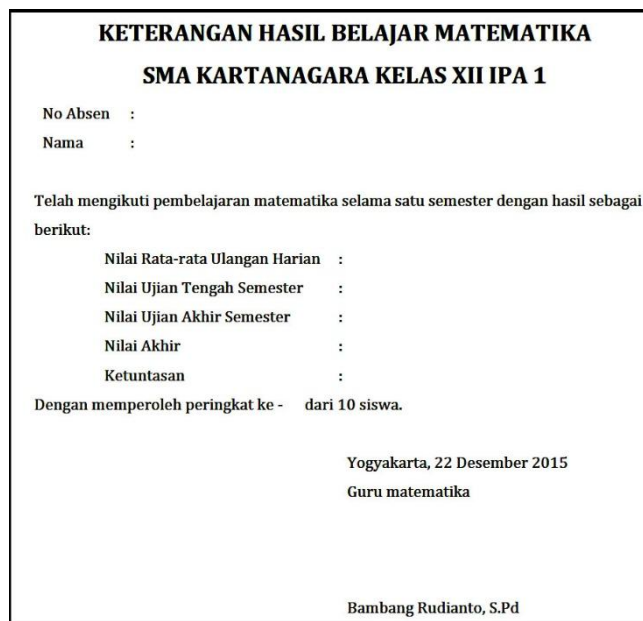 KETERANGAN HASIL BELAJAR MATEMATIKA
SMA KARTANAGARA KELAS XII IPA 1
No Absen :
Nama :
Telah mengikuti pembelajaran matematika selama satu semester dengan hasil sebagai
berikut:
Nilai Rata-rata Ulangan Harian :
Nilai Ujian Tengah Semester :
Nilai Ujian Akhir Semester :
Nilai Akhir :
Ketuntasan :
Dengan memperoleh peringkat ke - dari 10 siswa.
Yogyakarta, 22 Desember 2015
Guru matematika
Bambang Rudianto, S.Pd